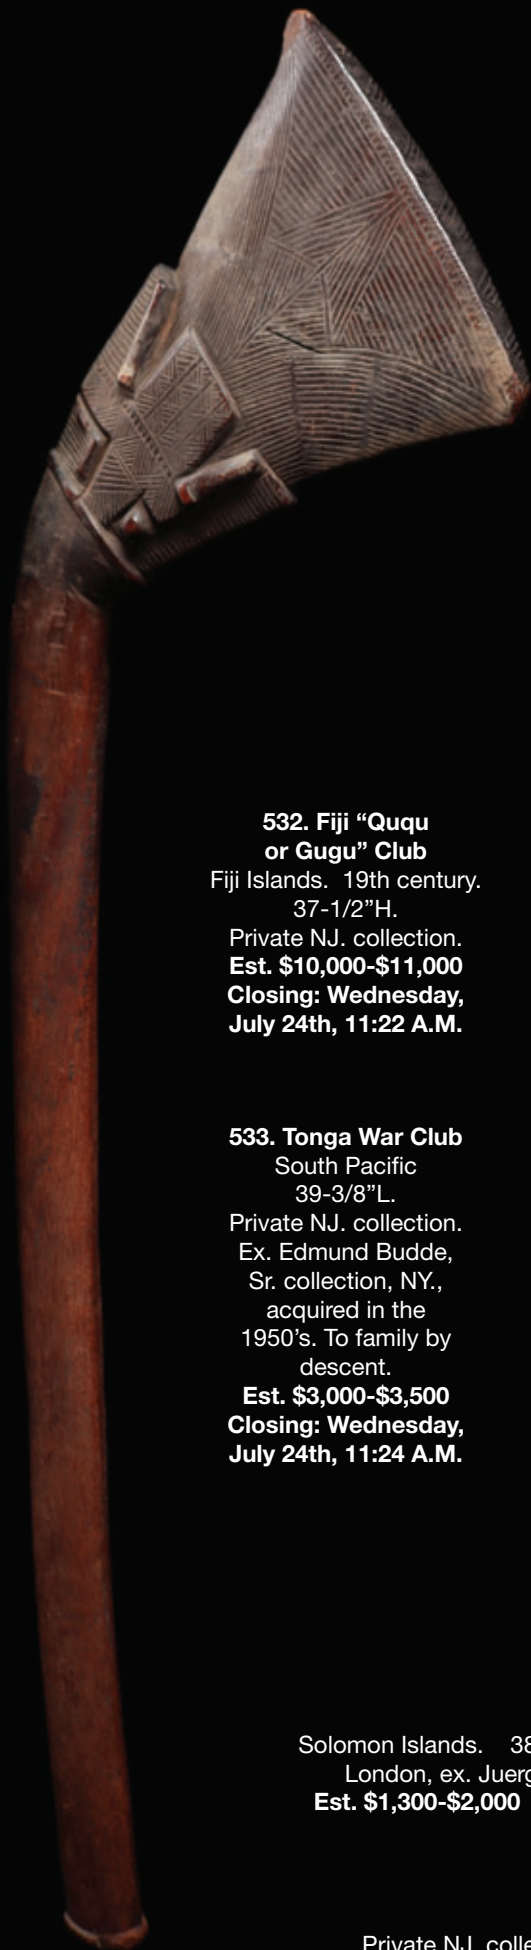 532. Fiji “Ququ
or Gugu” Club
Fiji Islands.  19th century.
37-1/2”H.
Private NJ. collection.
Est. $10,000-$11,000
Closing: Wednesday,
July 24th, 11:22 A.M.
533. Tonga War Club
South Pacific
39-3/8”L.
Private NJ. collection.
Ex. Edmund Budde,
Sr. collection, NY.,
acquired in the
1950’s. To family by
descent.
Est. $3,000-$3,500
Closing: Wednesday,
July 24th, 11:24 A.M.
Solomon Islands.    38
London, ex. Juerg
Est. $1,300-$2,000
Private NJ. colle